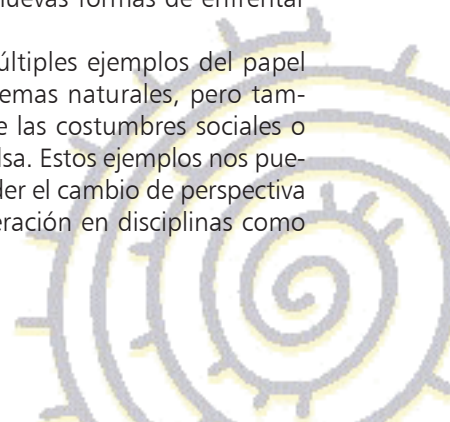 nuevas formas de enfrentar
últiples ejemplos del papel
emas naturales, pero tam-
e las costumbres sociales o
lsa. Estos ejemplos nos pue-
der el cambio de perspectiva
eración en disciplinas como